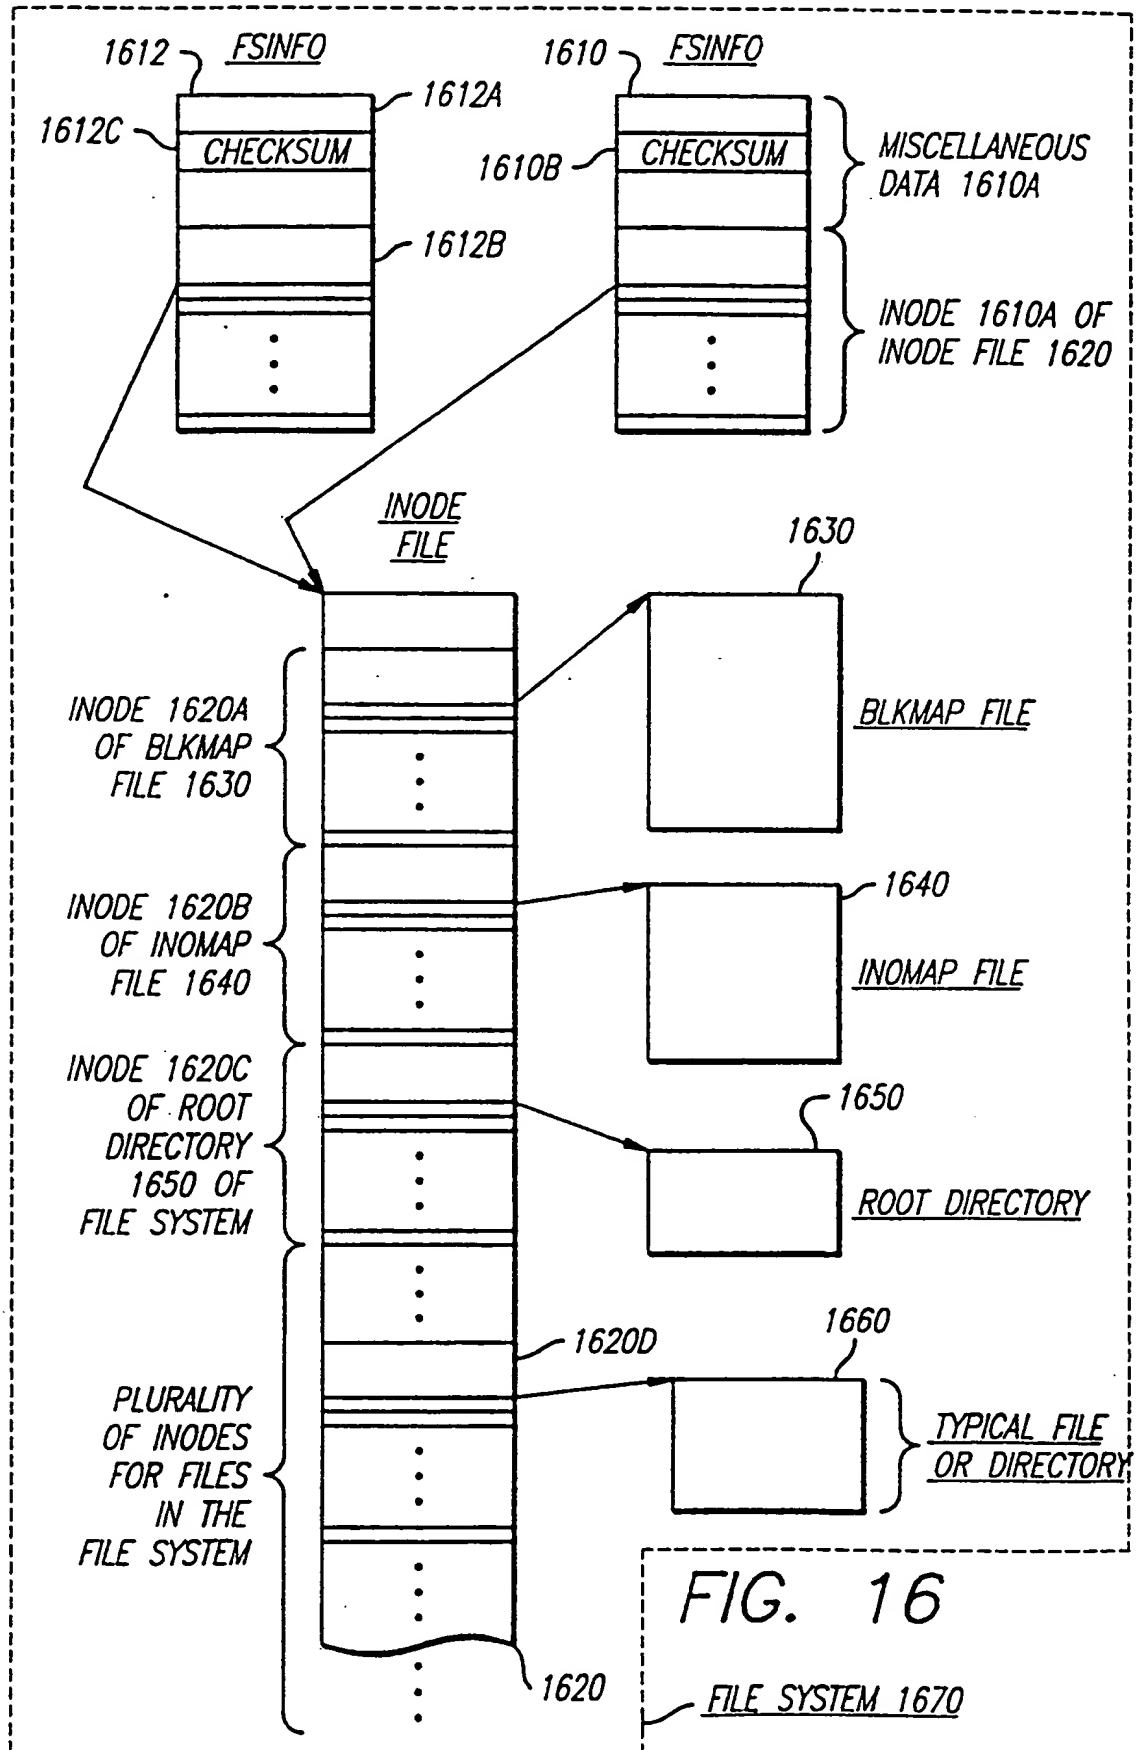 1612
FSINFO
1610
FSINFO
1612A
1612C
CHECKSUM
1610B
CHECKSUM
MISCELLANEOUS
DATA 1610A
1612B
INODE 1610A OF
INODE FILE 1620
INODE
FILE
1630
INODE 1620A
OF BLKMAP
FILE 1630
BLKMAP FILE
1640
INODE 1620B
OF INOMAP
FILE 1640
INOMAP FILE
INODE 1620C
OF ROOT
DIRECTORY
1650 OF
FILE SYSTEM
1650
ROOT DIRECTORY
1620D
1660
PLURALITY
OF INODES
FOR FILES
IN THE
FILE SYSTEM
TYPICAL FILE
OR DIRECTORY
1620
FIG. 16
FILE SYSTEM 1670